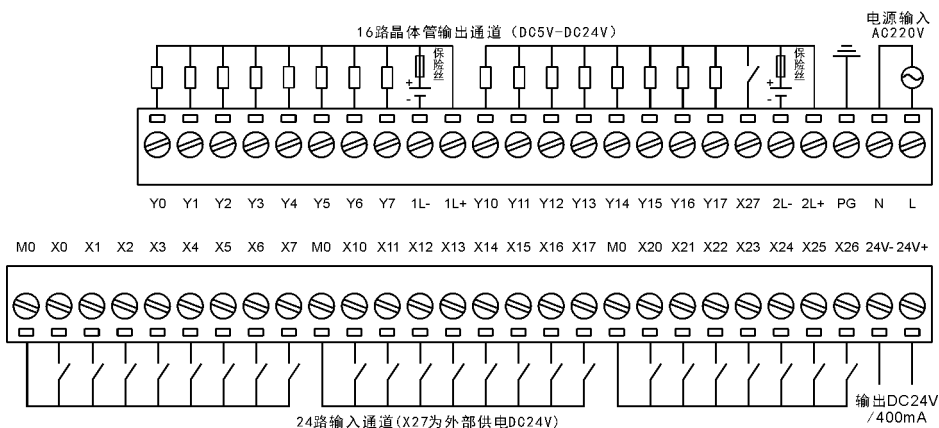 16路晶体管输出通道（DC5V-DC24V）
电源输入
AC220V
保险丝
保险丝
+
-
+
-
Y0 Y1 Y2 Y3 Y4 Y5 Y6 Y7 1L- 1L+ Y10 Y11 Y12 Y13 Y14 Y15 Y16 Y17 X27 2L- 2L+ PG N L
M0 X0 X1 X2 X3 X4 X5 X6 X7 M0 X10 X11 X12 X13 X14 X15 X16 X17 M0 X20 X21 X22 X23 X24 X25 X26 24V- 24V+
24路输入通道(X27为外部供电DC24V)
输出DC24V
/400mA